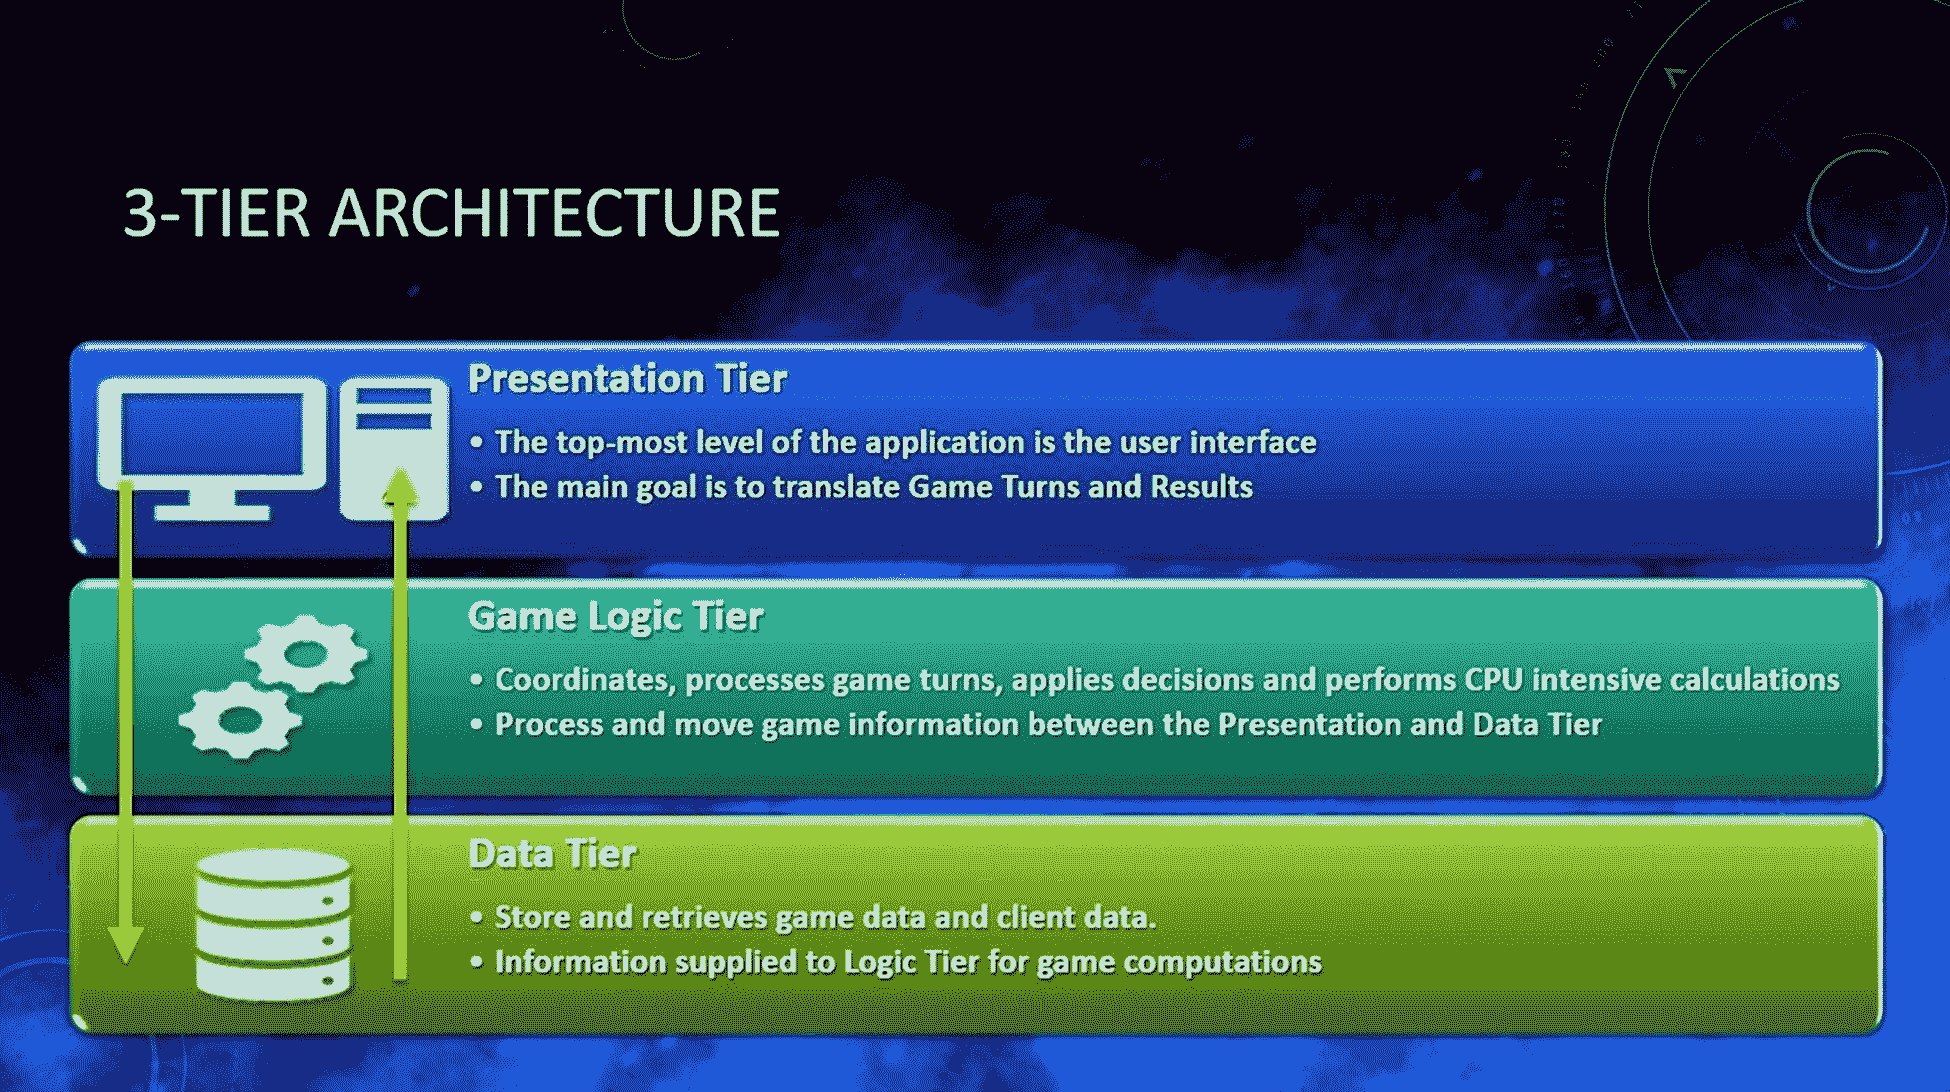 3-TIER ARCHITECTURE
Presentation Tier
• The top-most level of the application is the user interface
• The main goal is to translate Game Turns and Results
Game Logic Tier
• Coordinates, processes game turns, applies decisions and performs CPU intensive calculations
• Process and move game information between the Presentation and Data Tier
Data Tier
• Store and retrieves game data and client data.
• Information supplied to Logic Tier for game computations